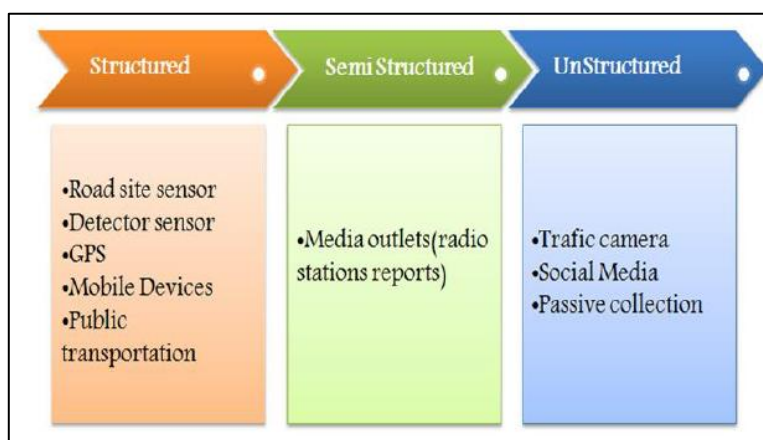 Structured
Semi Structured
UnStructured
•Road site sensor
•Detector sensor
•GPS
•Mobile Devices
•Public
transportation
•Media outlets(radio
stations reports)
•Trafic camera
•Social Media
•Passive collection